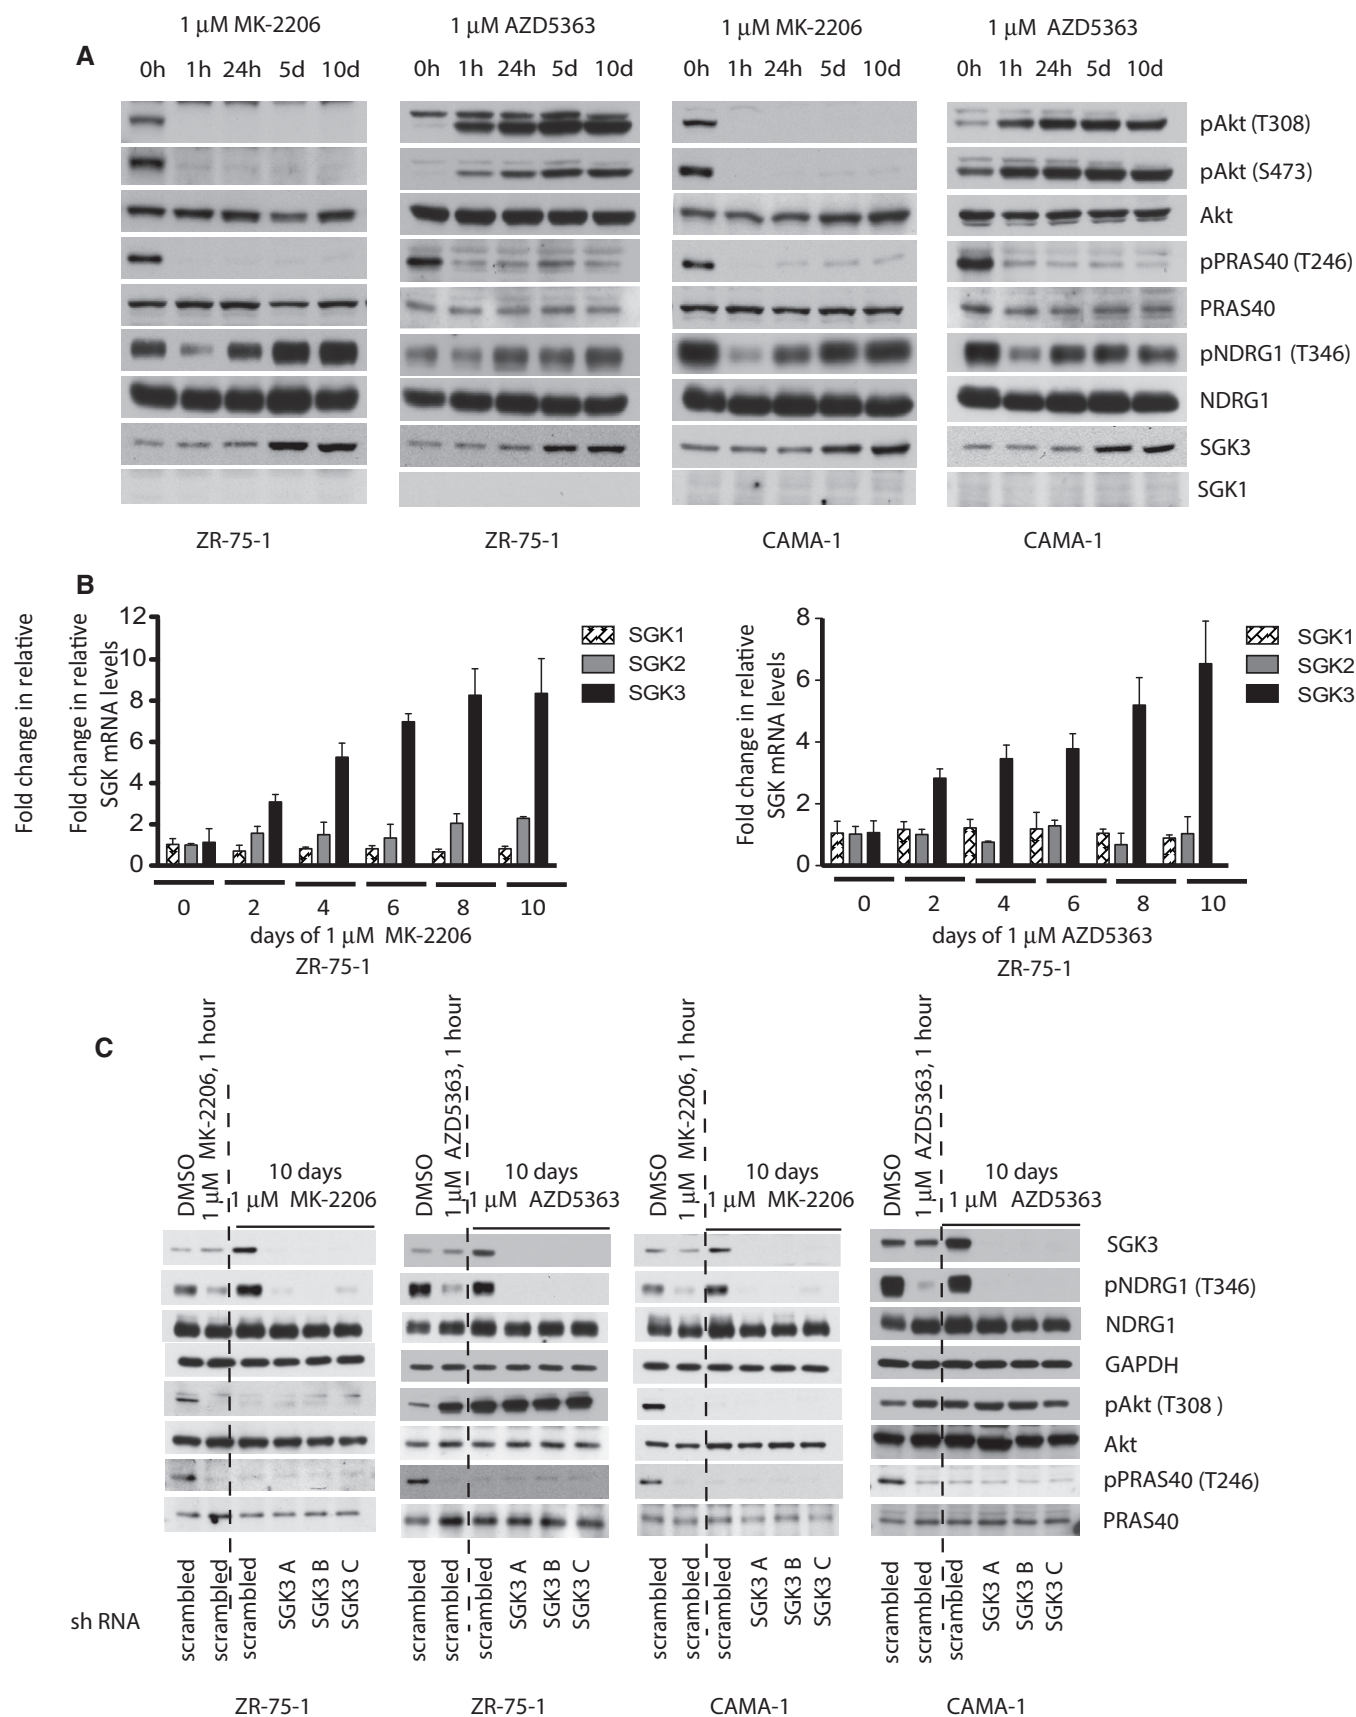 A
1 μM MK-2206
1 μM AZD5363
1 μM MK-2206
1 μM AZD5363
0h 1h 24h 5d 10d
0h 1h 24h 5d 10d
0h 1h 24h 5d 10d
0h 1h 24h 5d 10d
pAkt (T308)
pAkt (S473)
Akt
pPRAS40 (T246)
PRAS40
pNDRG1 (T346)
NDRG1
SGK3
SGK1
ZR-75-1
ZR-75-1
CAMA-1
CAMA-1
B
Fold change in relative
Fold change in relative
SGK mRNA levels
12
10
8
6
4
2
0
SGK1
SGK2
SGK3
0 2 4 6 8 10
days of 1 μM MK-2206
ZR-75-1
Fold change in relative
SGK mRNA levels
8
6
4
2
0
SGK1
SGK2
SGK3
0 2 4 6 8 10
days of 1 μM AZD5363
ZR-75-1
C
DMSO
1 μM MK-2206, 1 hour
10 days
1 μM MK-2206
DMSO
1 μM AZD5363, 1 hour
10 days
1 μM AZD5363
DMSO
1 μM MK-2206, 1 hour
10 days
1 μM MK-2206
DMSO
1 μM AZD5363, 1 hour
10 days
1 μM AZD5363
SGK3
pNDRG1 (T346)
NDRG1
GAPDH
pAkt (T308 )
Akt
pPRAS40 (T246)
PRAS40
sh RNA
scrambled
scrambled
scrambled
SGK3 A
SGK3 B
SGK3 C
scrambled
scrambled
scrambled
SGK3 A
SGK3 B
SGK3 C
scrambled
scrambled
scrambled
SGK3 A
SGK3 B
SGK3 C
scrambled
scrambled
scrambled
SGK3 A
SGK3 B
SGK3 C
ZR-75-1
ZR-75-1
CAMA-1
CAMA-1